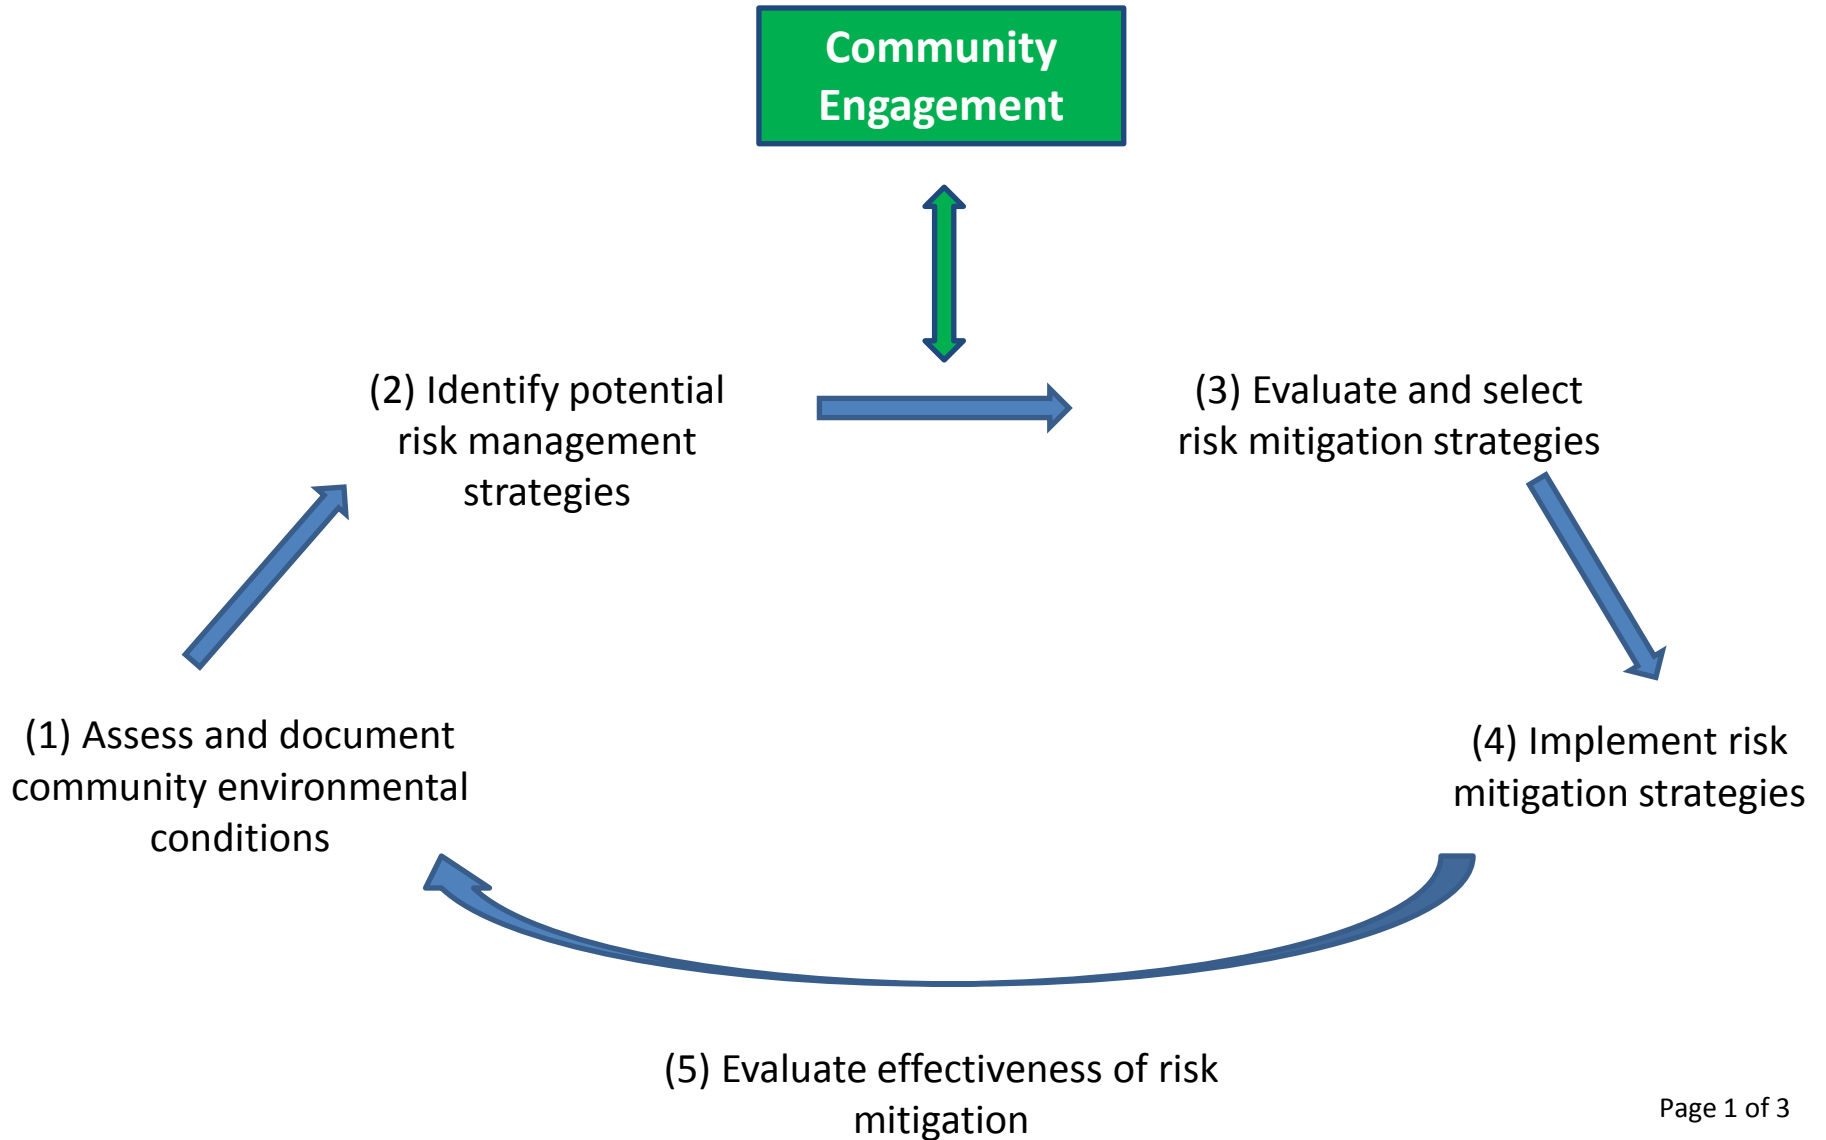 Community
Engagement
(2) Identify potential
risk management
strategies
(3) Evaluate and select
risk mitigation strategies
(1) Assess and document
community environmental
conditions
(4) Implement risk
mitigation strategies
(5) Evaluate effectiveness of risk
mitigation
Page 1 of 3